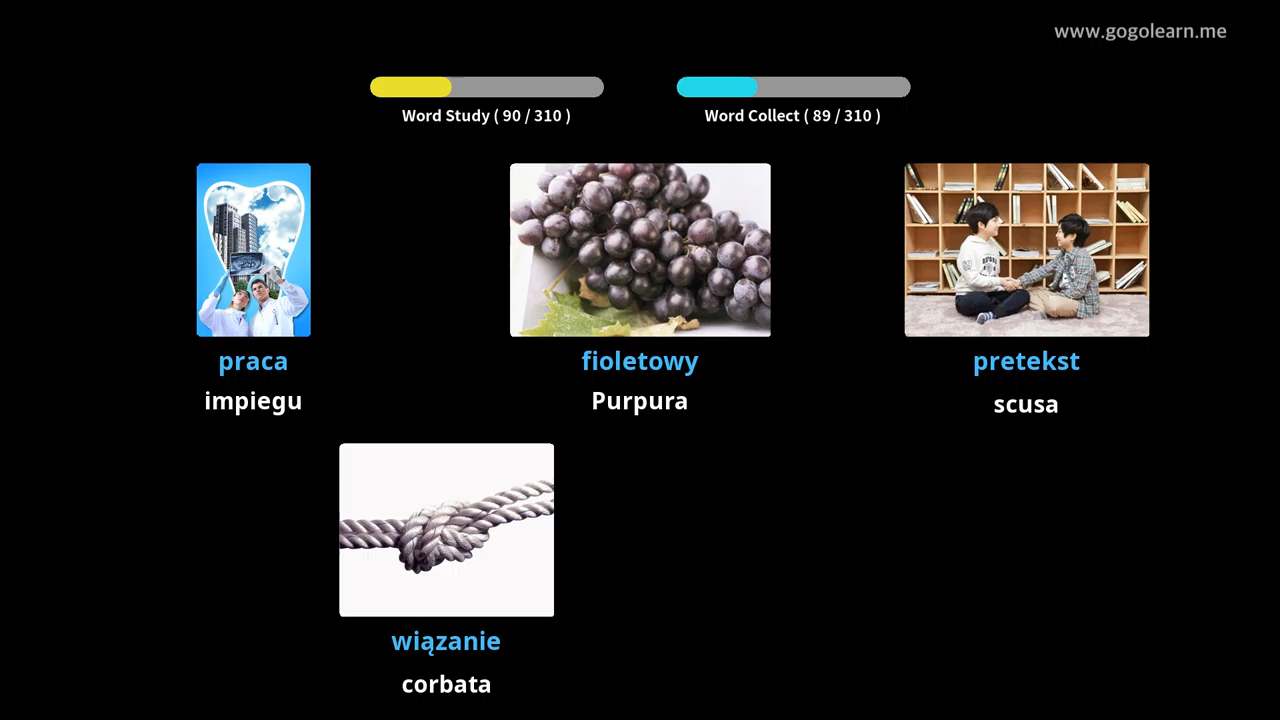 www.gogolearn.me
Word Study ( 90 / 310 )
Word Collect ( 89 / 310 )
praca
impiegu
fioletowy
Purpura
pretekst
scusa
wiązanie
corbata